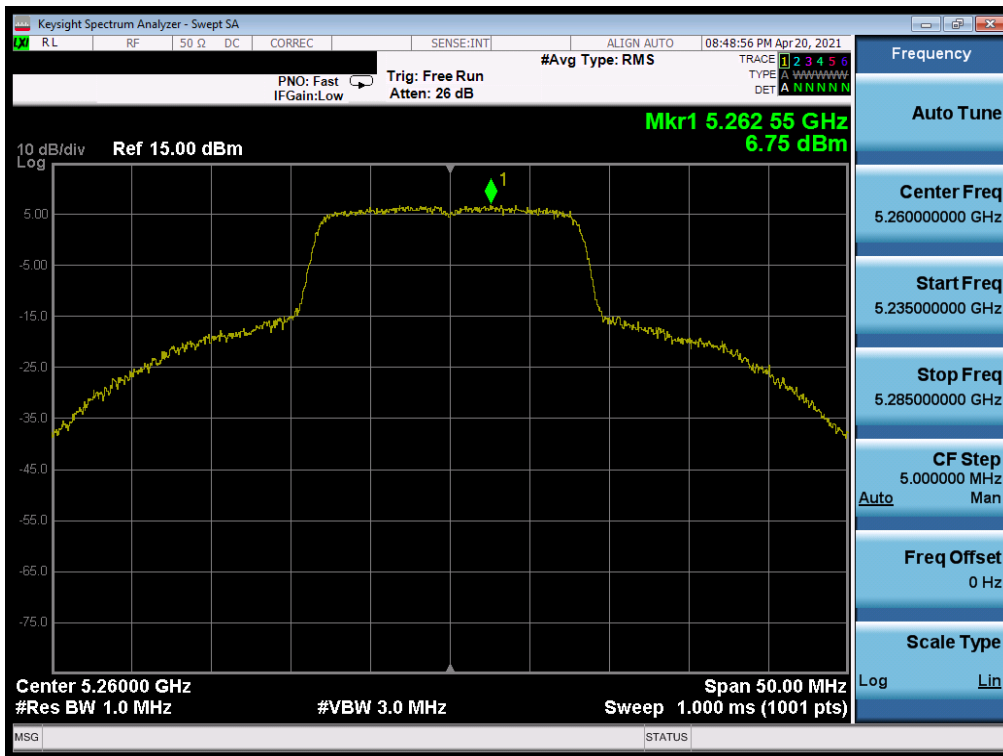 Keysight Spectrum Analyzer - Swept SA
LXI RL RF 50 Ω DC CORREC SENSE:INT ALIGN AUTO 08:48:56 PM Apr 20, 2021
PNO: Fast
IFGain:Low
Trig: Free Run
Atten: 26 dB
#Avg Type: RMS
TRACE 1 2 3 4 5 6
TYPE A WWWWW
DET A N N N N N
Mkr1 5.262 55 GHz
6.75 dBm
10 dB/div
Log
Ref 15.00 dBm
1
5.00
-5.00
-15.0
-25.0
-35.0
-45.0
-55.0
-65.0
-75.0
Center 5.26000 GHz
Span 50.00 MHz
#Res BW 1.0 MHz
#VBW 3.0 MHz
Sweep 1.000 ms (1001 pts)
MSG
STATUS
Frequency
Auto Tune
Center Freq
5.260000000 GHz
Start Freq
5.235000000 GHz
Stop Freq
5.285000000 GHz
CF Step
5.000000 MHz
Auto Man
Freq Offset
0 Hz
Scale Type
Log Lin